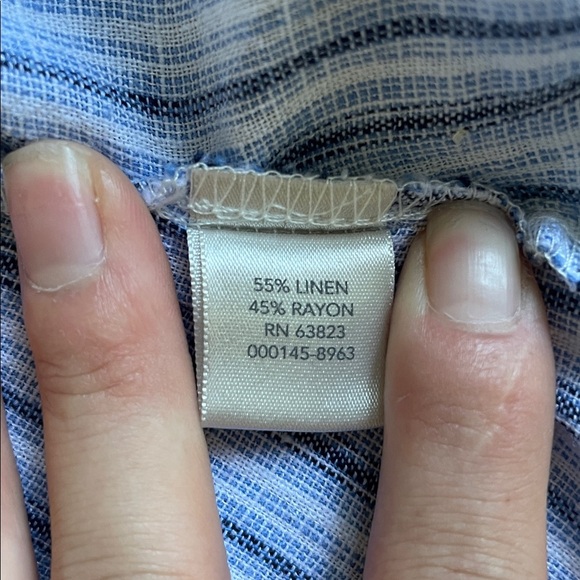 55% LINEN
45% RAYON
RN 63823
000145-8963